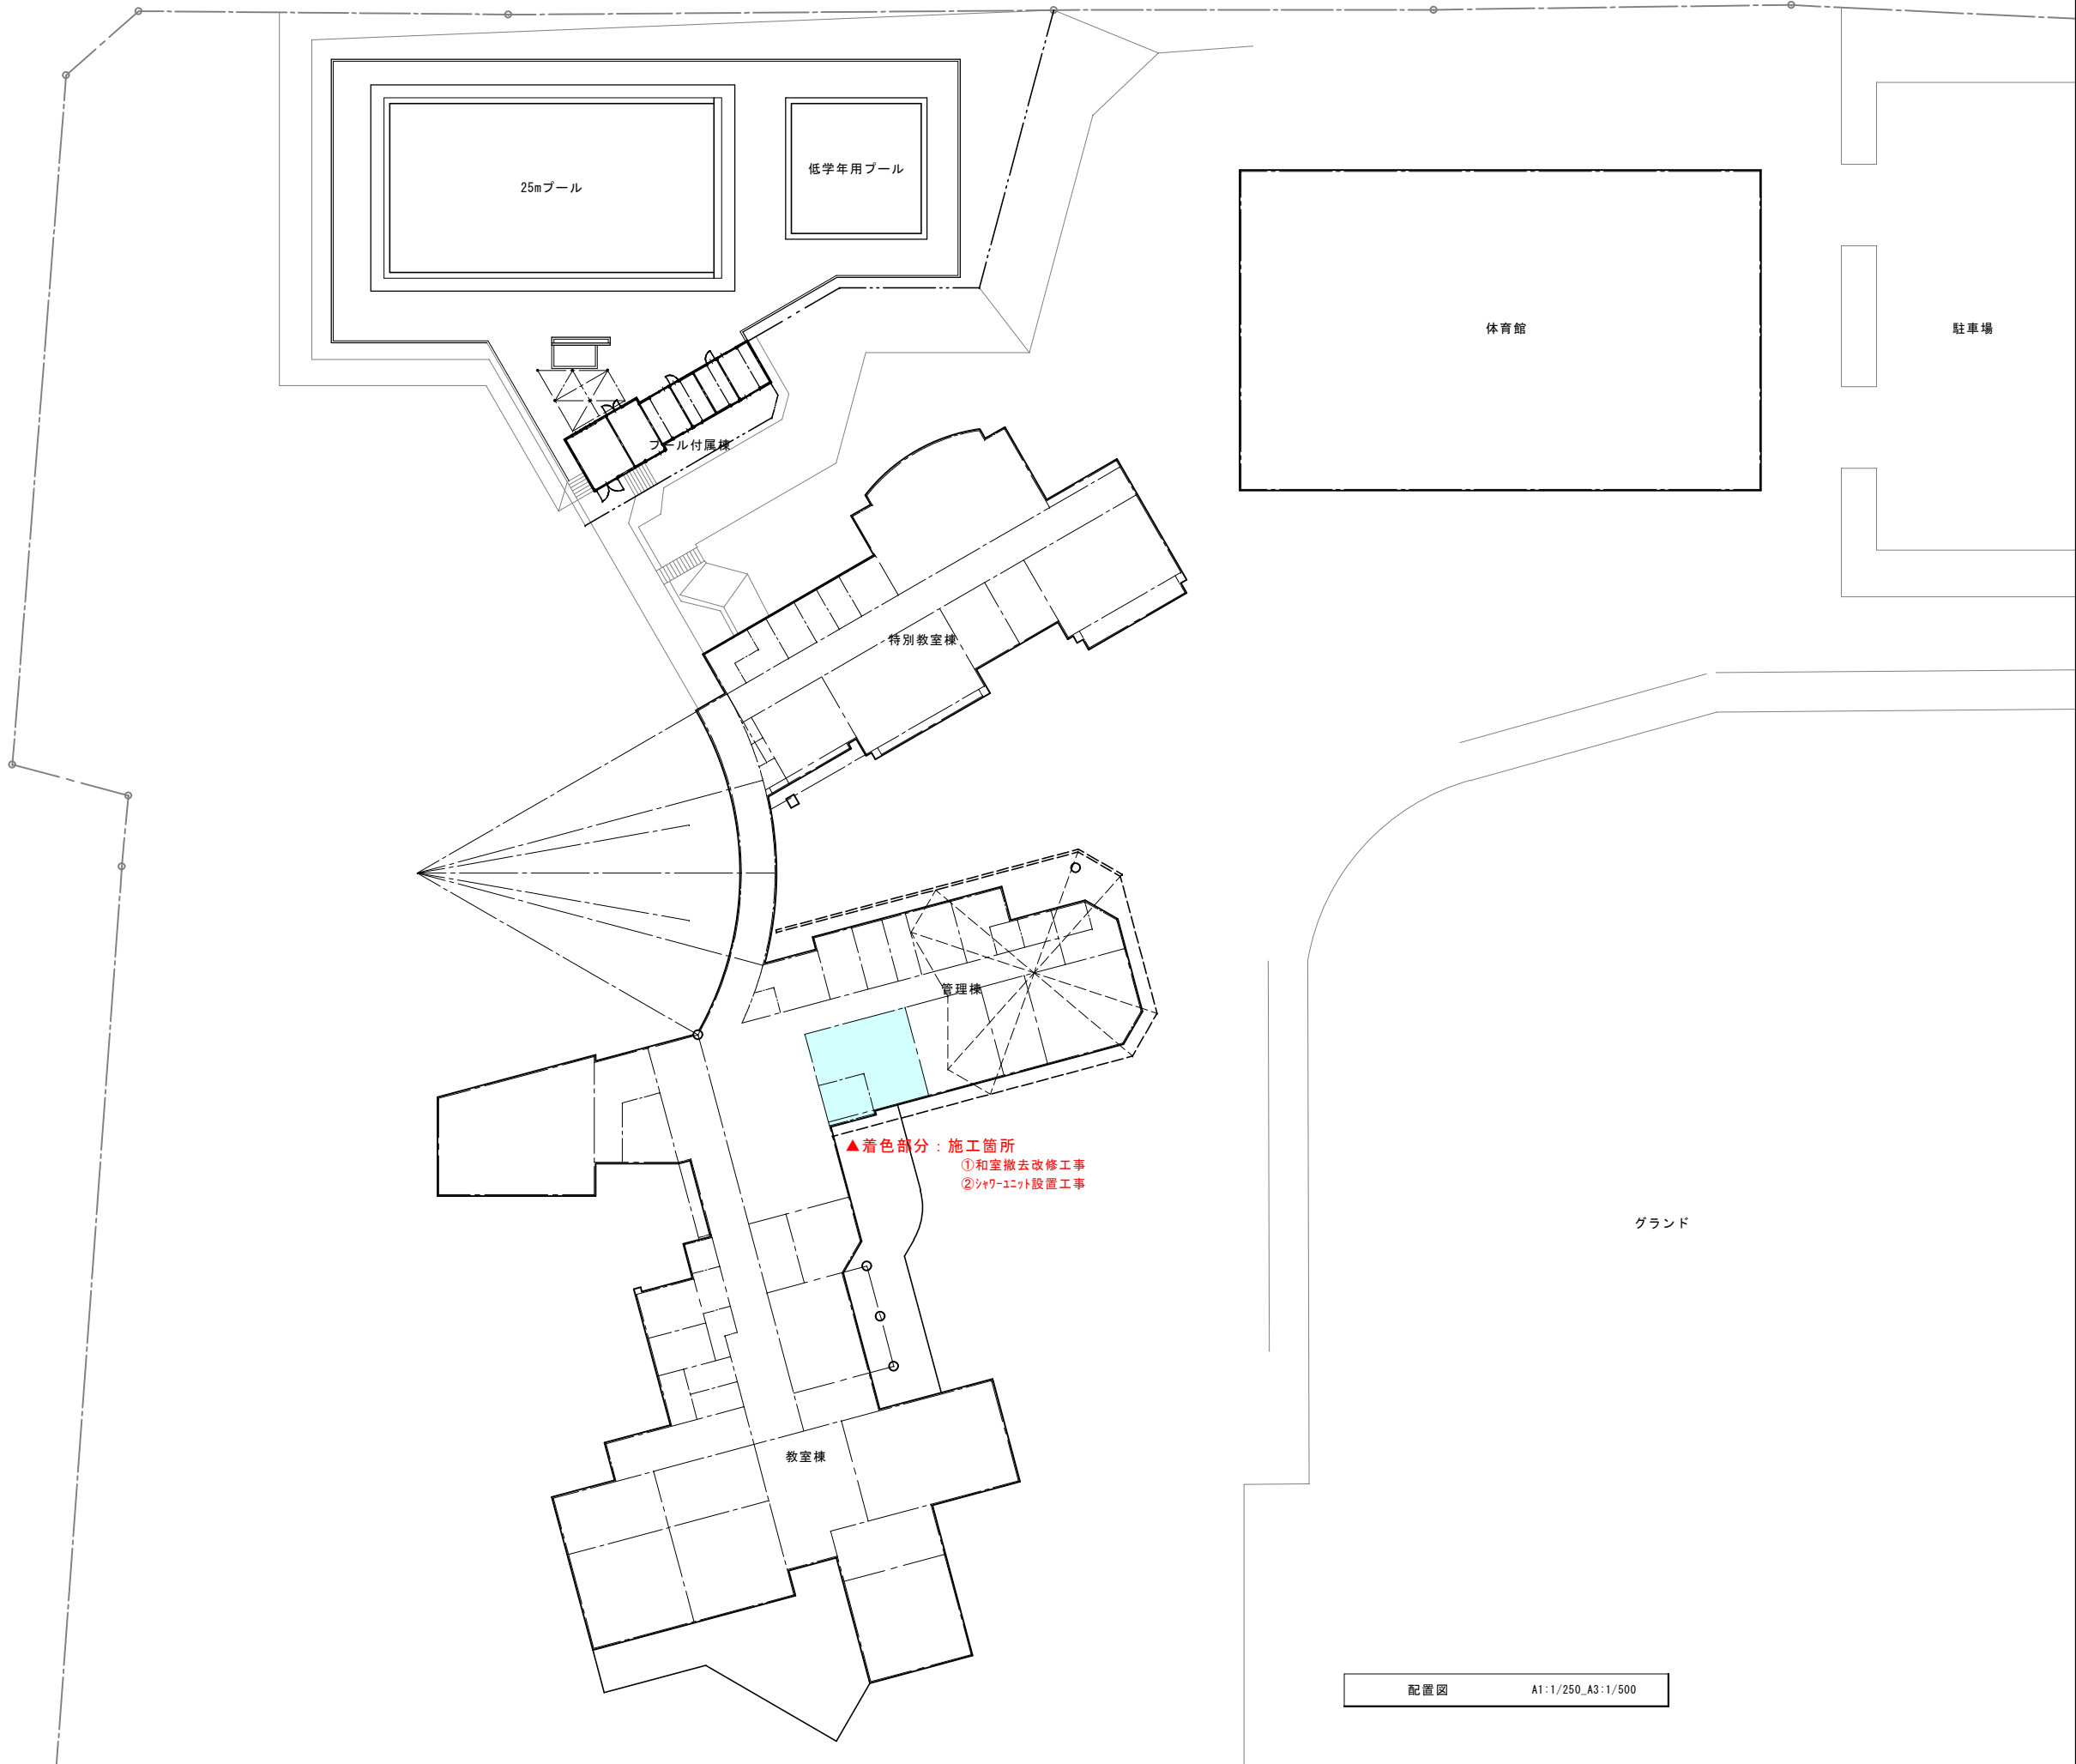 25mプール
低学年用プール
体育館
駐車場
プール付属棟
特別教室棟
管理棟
▲着色部分：施工箇所
①和室撤去改修工事
②ｼｬﾜｰﾕﾆｯﾄ設置工事
グランド
教室棟
配置図 A1:1/250_A3:1/500